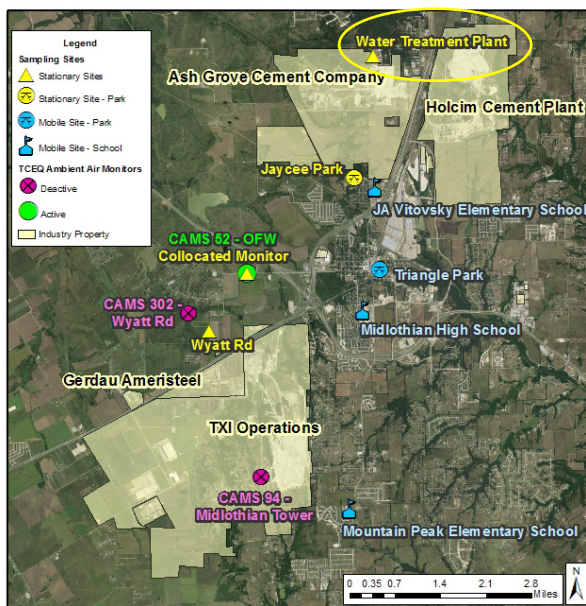 Legend
Sampling Sites
Stationary Sites
Stationary Site - Park
Mobile Site - Park
Mobile Site - School
TCEQ Ambient Air Monitors
Deactive
Active
Industry Property
Water Treatment Plant
Ash Grove Cement Company
Holcim Cement Plant
Jaycee Park
JA Vitovsky Elementary School
CAMS 52 - OFW
Collocated Monitor
Triangle Park
CAMS 302 -
Wyatt Rd
Midlothian High School
Wyatt Rd
Gerdau Ameristeel
TXI Operations
CAMS 94 -
Midlothian Tower
Mountain Peak Elementary School
0 0.35 0.7 1.4 2.1 2.8
Miles
N